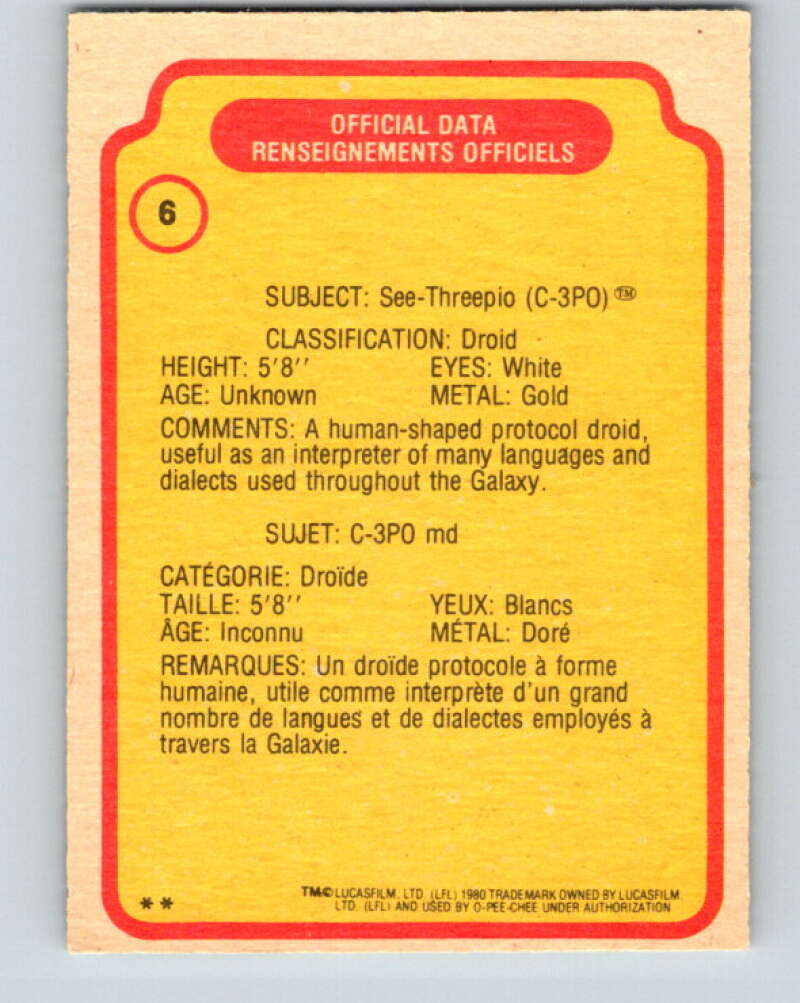 OFFICIAL DATA
RENSEIGNEMENTS OFFICIELS
6
SUBJECT: See-Threepio (C-3PO)™
CLASSIFICATION: Droid
HEIGHT: 5'8'' EYES: White
AGE: Unknown METAL: Gold
COMMENTS: A human-shaped protocol droid,
useful as an interpreter of many languages and
dialects used throughout the Galaxy.
SUJET: C-3PO md
CATÉGORIE: Droïde
TAILLE: 5'8'' YEUX: Blancs
ÂGE: Inconnu MÉTAL: Doré
REMARQUES: Un droïde protocole à forme
humaine, utile comme interprète d'un grand
nombre de langues et de dialectes employés à
travers la Galaxie.
** TM©LUCASFILM, LTD. (LFL) 1980 TRADEMARK OWNED BY LUCASFILM,
LTD. (LFL) AND USED BY O-PEE-CHEE UNDER AUTHORIZATION